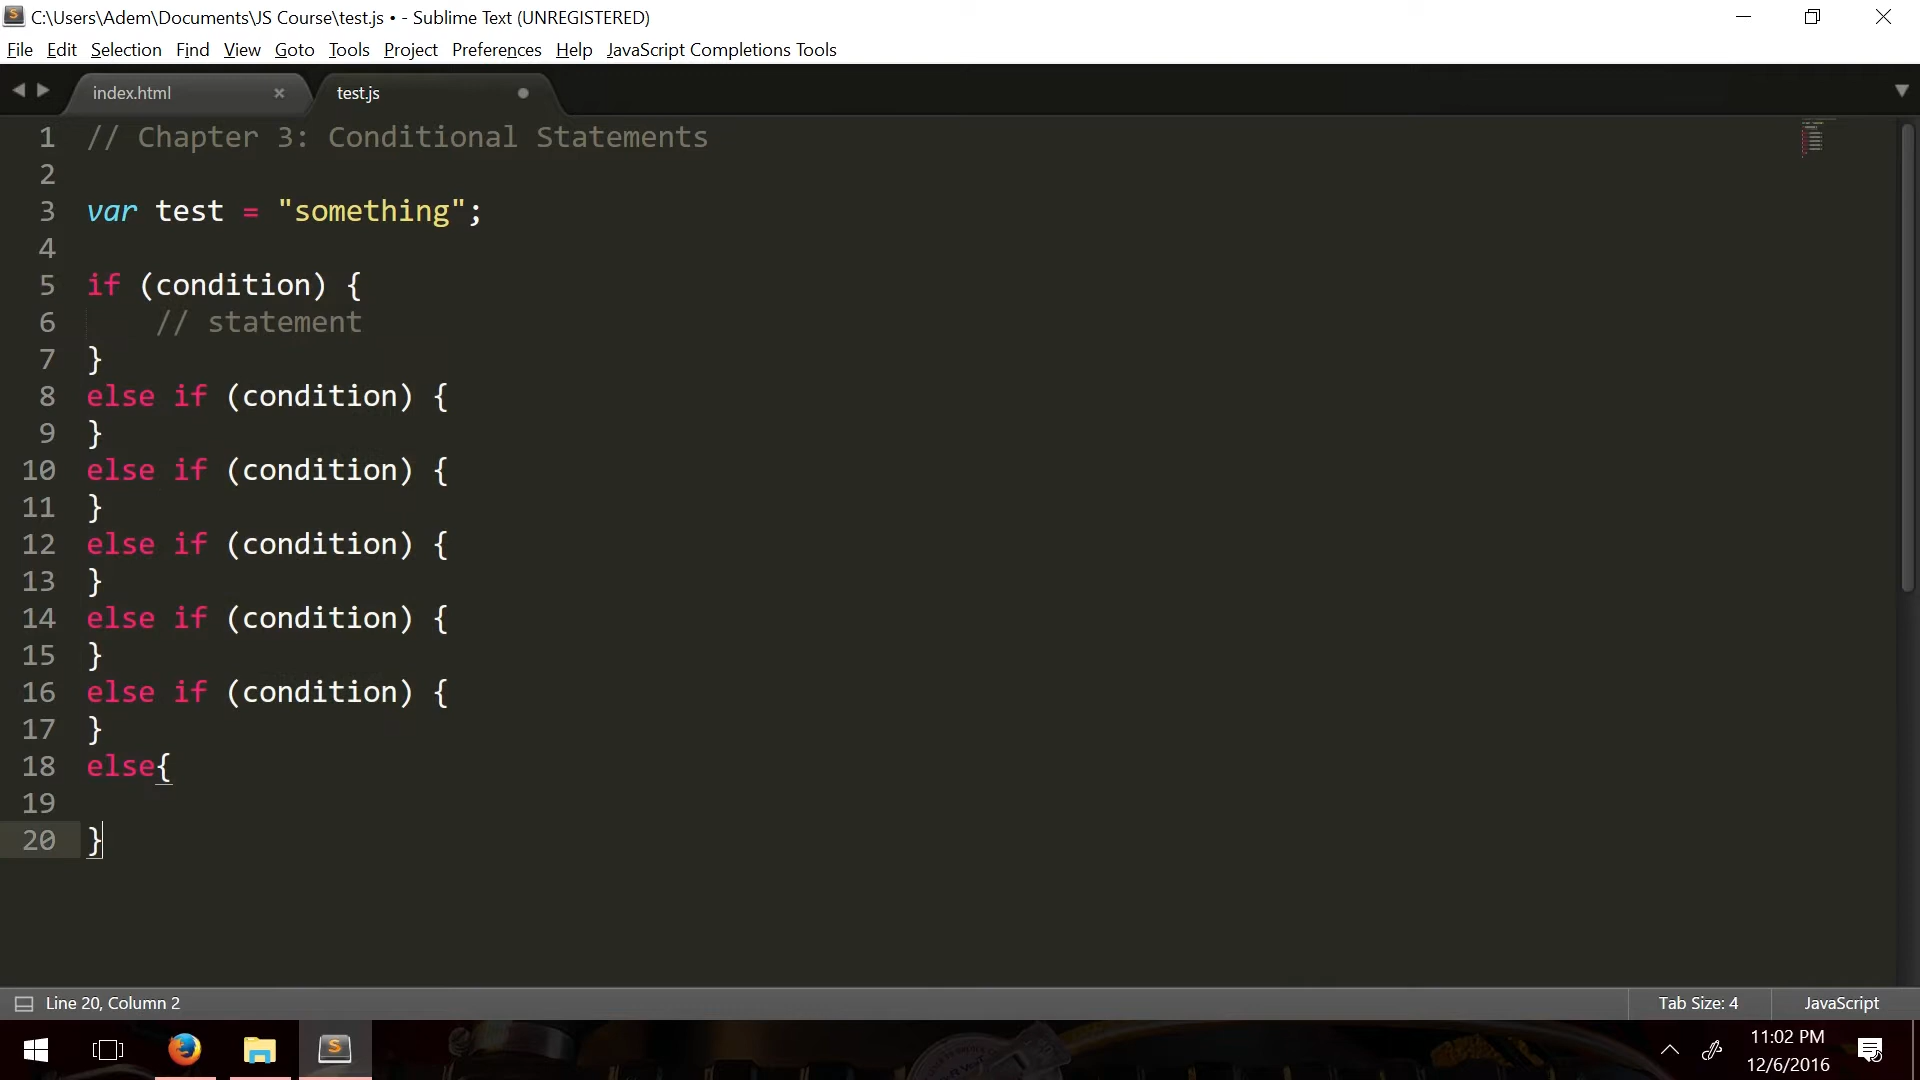 C:\Users\Adem\Documents\JS Course\test.js • - Sublime Text (UNREGISTERED)
File Edit Selection Find View Goto Tools Project Preferences Help JavaScript Completions Tools
index.html × test.js
1 // Chapter 3: Conditional Statements
2
3 var test = "something";
4
5 if (condition) {
6 // statement
7 }
8 else if (condition) {
9 }
10 else if (condition) {
11 }
12 else if (condition) {
13 }
14 else if (condition) {
15 }
16 else if (condition) {
17 }
18 else{
19
20 }
Line 20, Column 2 Tab Size: 4 JavaScript
11:02 PM
12/6/2016